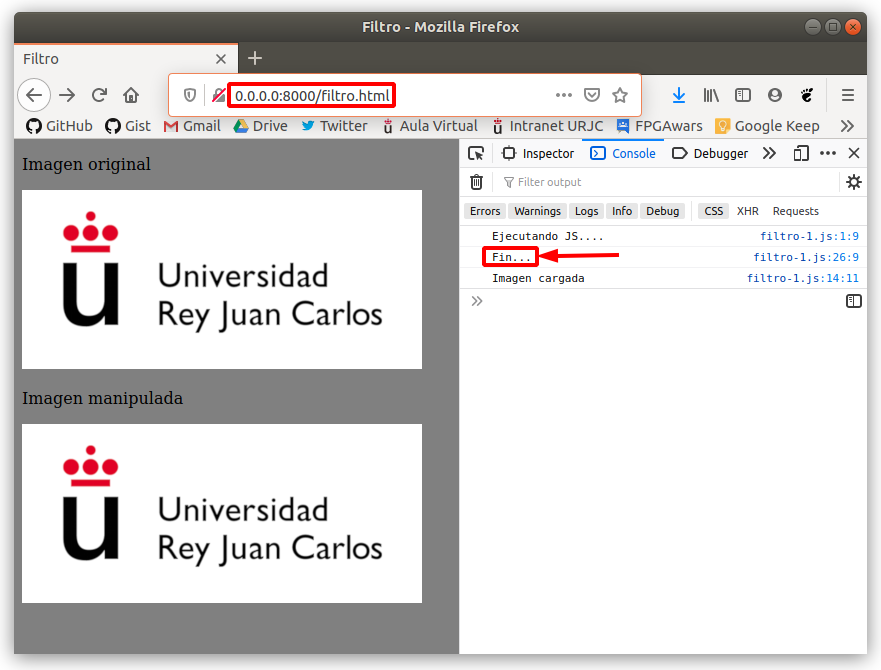 Filtro - Mozilla Firefox
Filtro
0.0.0.0:8000/filtro.html
GitHub Gist Gmail Drive Twitter Aula Virtual Intranet URJC FPGAwars Google Keep
Imagen original
Universidad
Rey Juan Carlos
Imagen manipulada
Universidad
Rey Juan Carlos
Inspector Console Debugger
Filter output
Errors Warnings Logs Info Debug CSS XHR Requests
Ejecutando JS.... filtro-1.js:1:9
Fin... filtro-1.js:26:9
Imagen cargada filtro-1.js:14:11